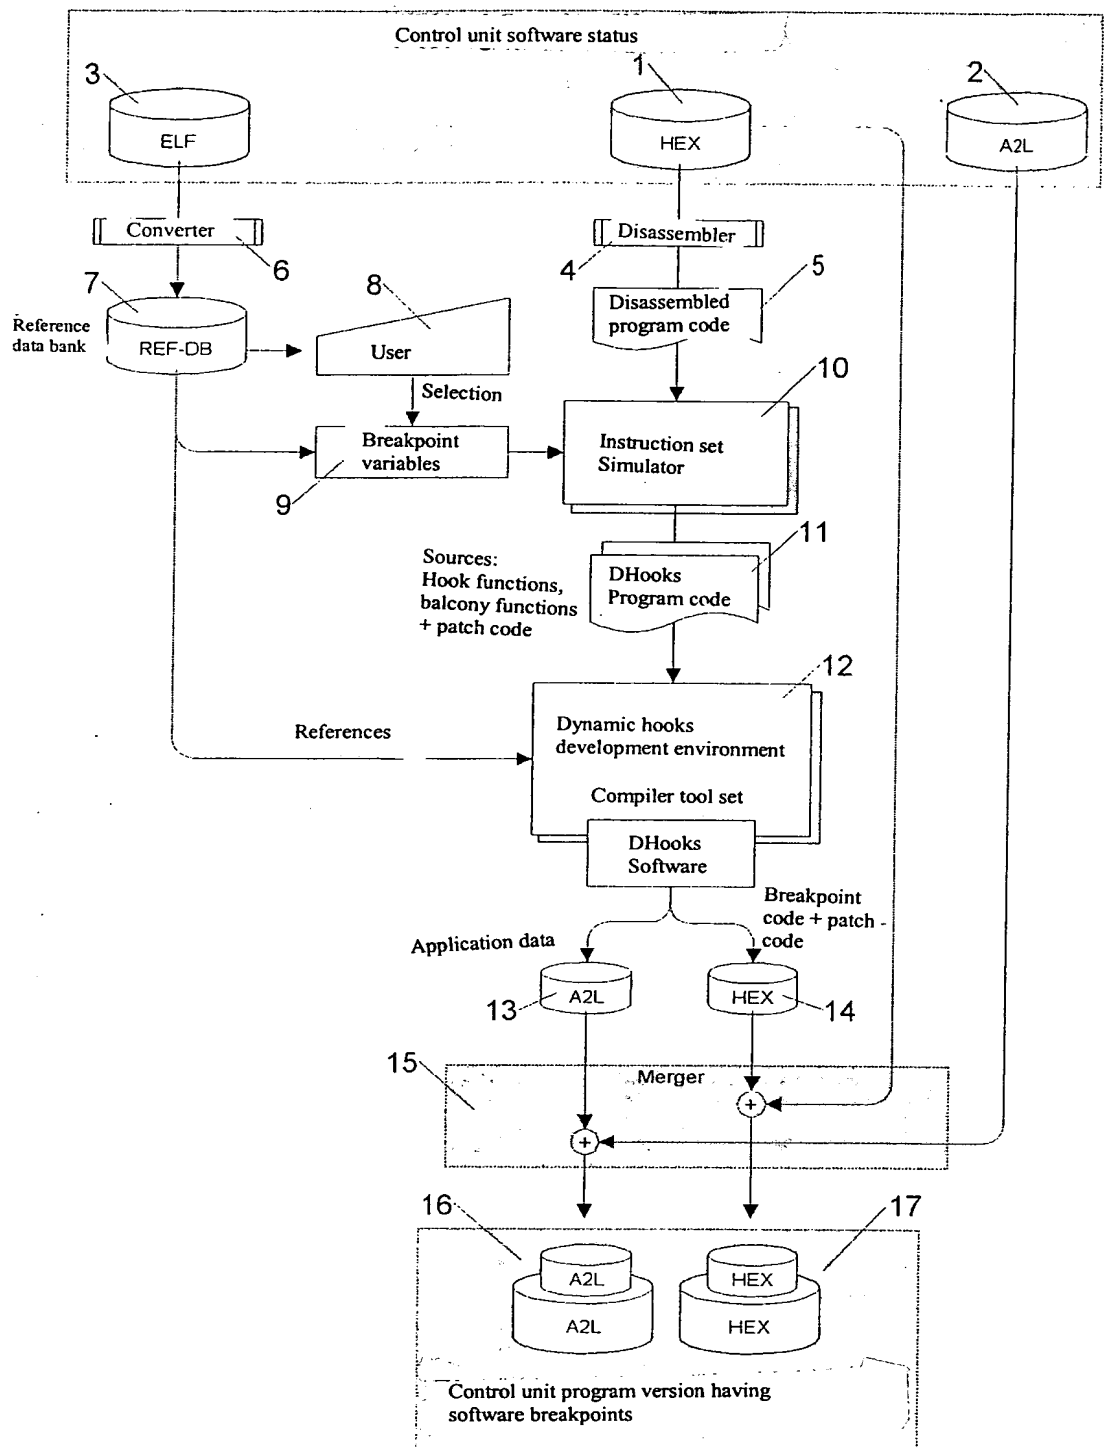 Control unit software status
3
1
2
ELF
HEX
A2L
Converter
Disassembler
6
4
5
7
8
Disassembled
program code
Reference
data bank
REF-DB
User
10
Selection
Breakpoint
variables
Instruction set
Simulator
9
11
Sources:
Hook functions,
balcony functions
+ patch code
DHooks
Program code
12
Dynamic hooks
development environment
References
Compiler tool set
DHooks
Software
Breakpoint
code + patch -
code
Application data
A2L
HEX
13
14
15
Merger
+
+
16
17
A2L
HEX
A2L
HEX
Control unit program version having
software breakpoints